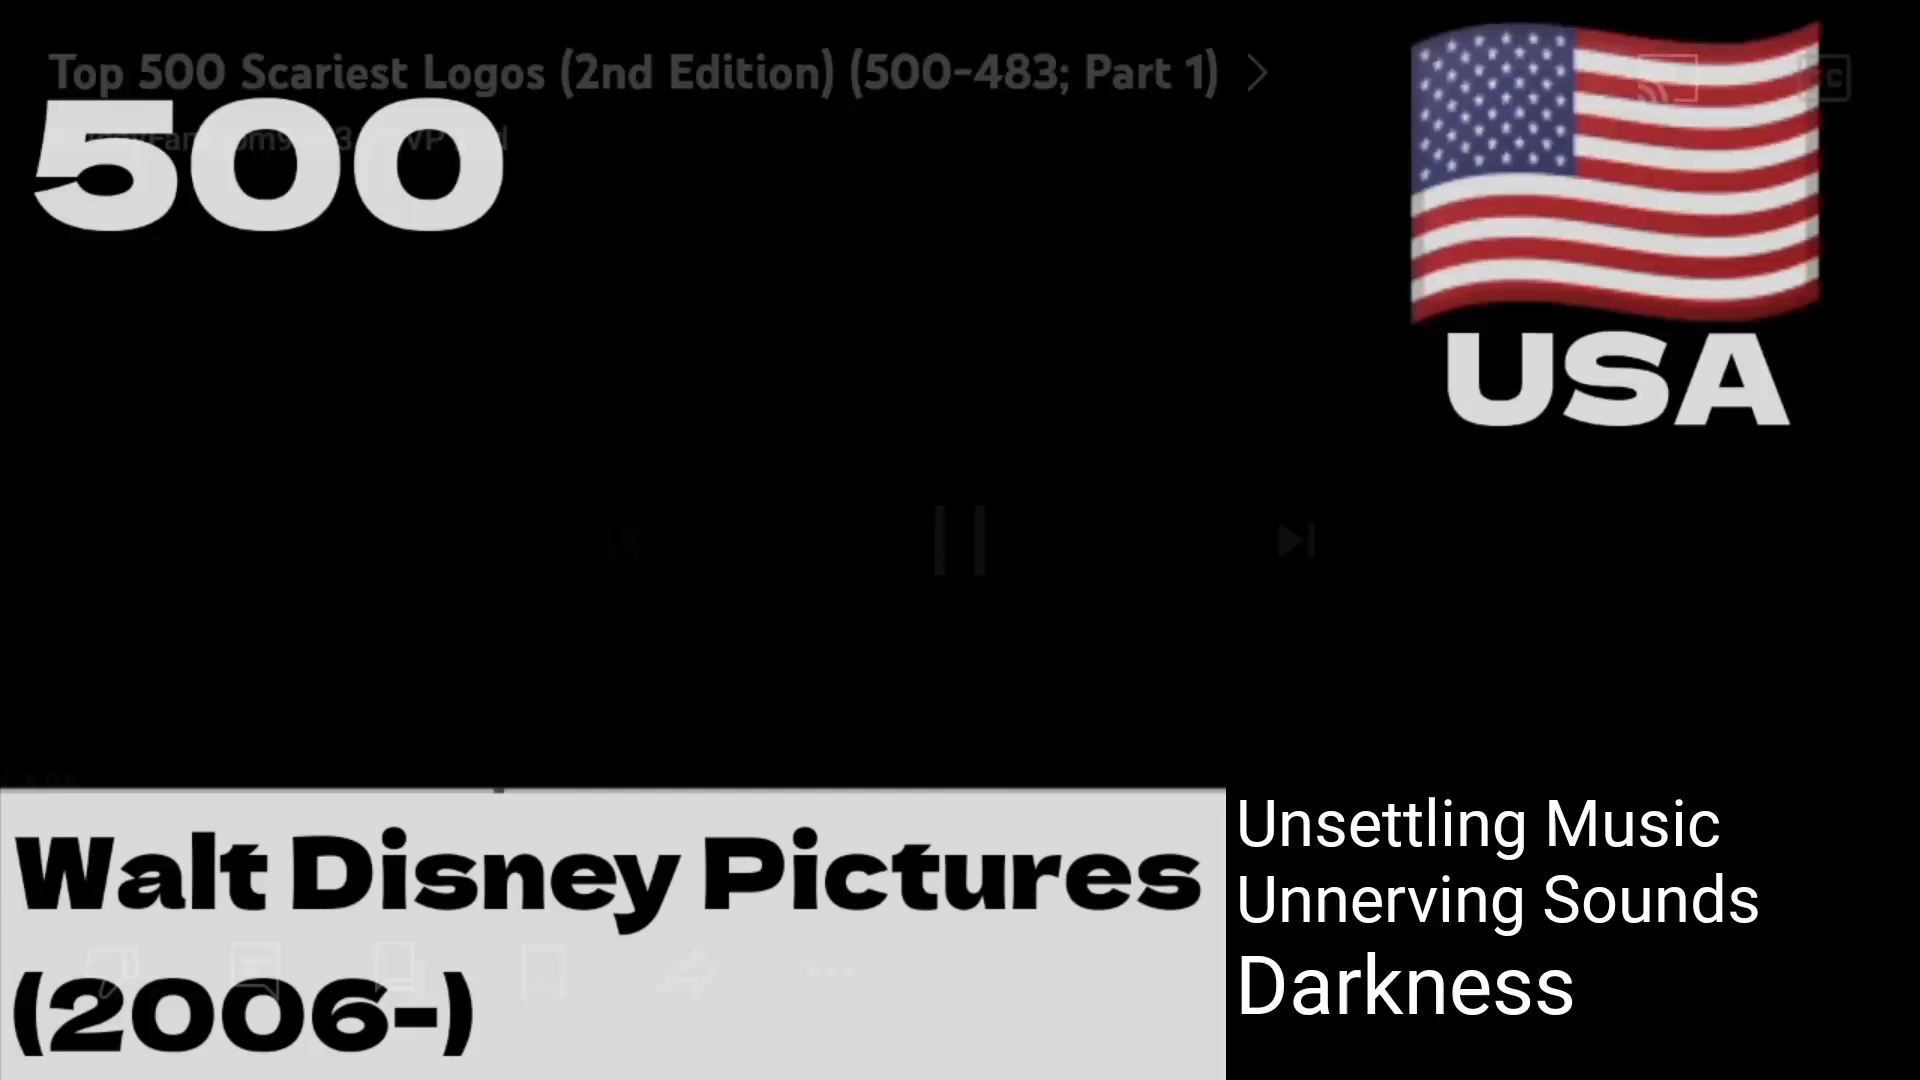 Top 500 Scariest Logos (2nd Edition) (500-483; Part 1)
500
USA
Walt Disney Pictures
(2006-)
Unsettling Music
Unnerving Sounds
Darkness